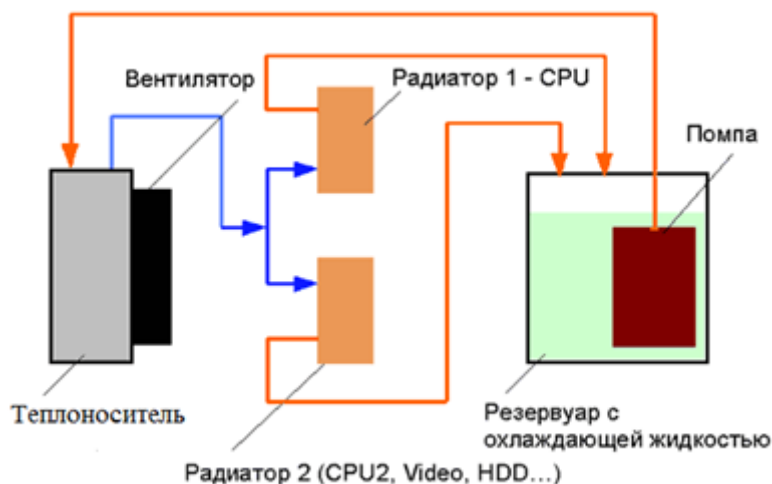 Вентилятор
Радиатор 1 - CPU
Помпа
Теплоноситель
Резервуар с
охлаждающей жидкостью
Радиатор 2 (CPU2, Video, HDD...)